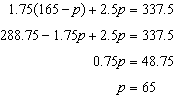 1.75(165 − p) + 2.5p = 337.5
288.75 − 1.75p + 2.5p = 337.5
0.75p = 48.75
p = 65